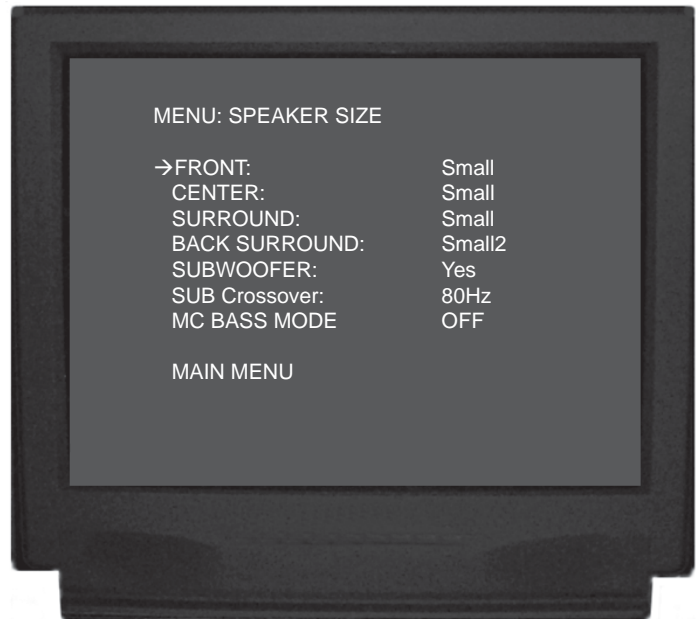 MENU: SPEAKER SIZE
→FRONT: Small
CENTER: Small
SURROUND: Small
BACK SURROUND: Small2
SUBWOOFER: Yes
SUB Crossover: 80Hz
MC BASS MODE OFF
MAIN MENU